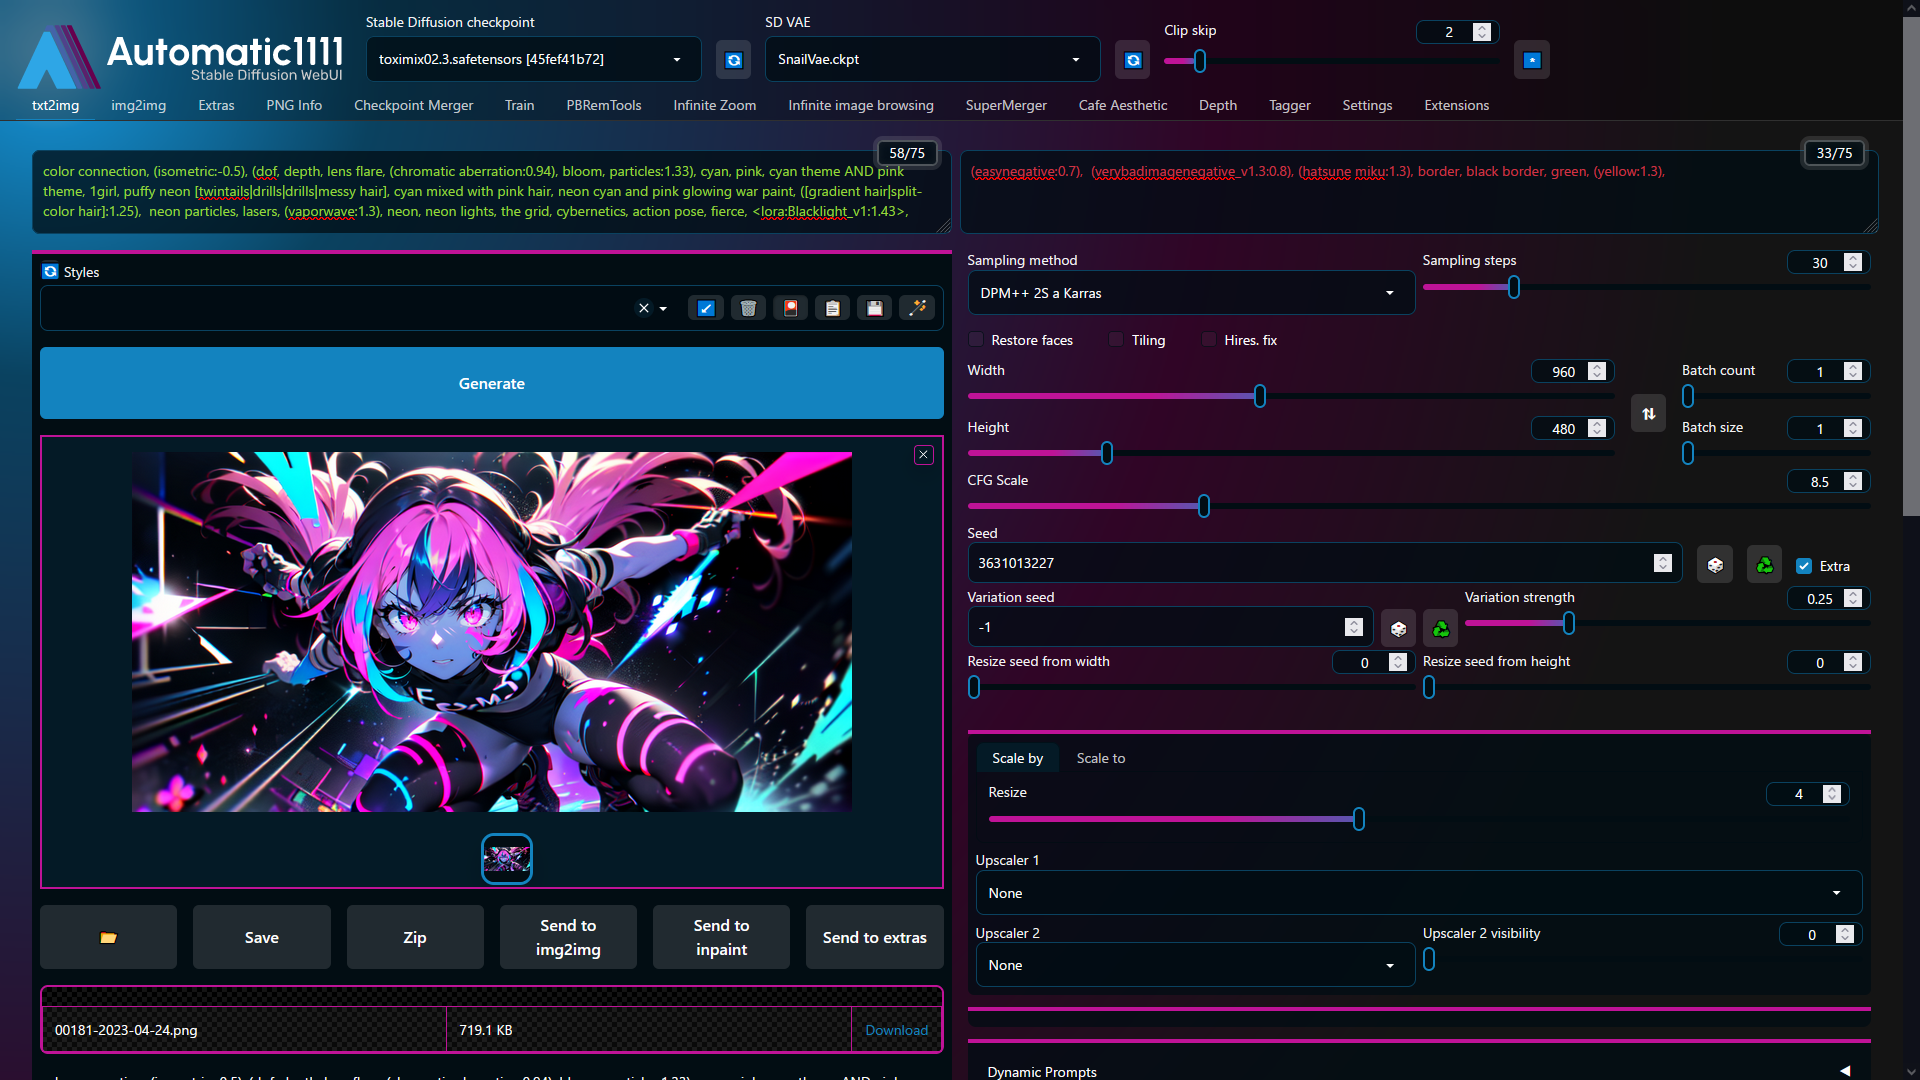 Automatic1111
Stable Diffusion WebUI
Stable Diffusion checkpoint
toximix02.3.safetensors [45fef41b72]
SD VAE
SnailVae.ckpt
Clip skip
2
txt2img
img2img
Extras
PNG Info
Checkpoint Merger
Train
PBRemTools
Infinite Zoom
Infinite image browsing
SuperMerger
Cafe Aesthetic
Depth
Tagger
Settings
Extensions
58/75
color connection, (isometric:-0.5), (dof, depth, lens flare, (chromatic aberration:0.94), bloom, particles:1.33), cyan, pink, cyan theme AND pink
theme, 1girl, puffy neon [twintails|drills|drills|messy hair], cyan mixed with pink hair, neon cyan and pink glowing war paint, ([gradient hair|split-
color hair]:1.25),  neon particles, lasers, (vaporwave:1.3), neon, neon lights, the grid, cybernetics, action pose, fierce, <lora:Blacklight_v1:1.43>,
33/75
(easynegative:0.7),  (verybadimagenegative_v1.3:0.8), (hatsune miku:1.3), border, black border, green, (yellow:1.3),
Styles
Generate
Save
Zip
Send to
img2img
Send to
inpaint
Send to extras
00181-2023-04-24.png
719.1 KB
Download
Sampling method
DPM++ 2S a Karras
Sampling steps
30
Restore faces
Tiling
Hires. fix
Width
960
Batch count
1
Height
480
Batch size
1
CFG Scale
8.5
Seed
3631013227
Extra
Variation seed
-1
Variation strength
0.25
Resize seed from width
0
Resize seed from height
0
Scale by
Scale to
Resize
4
Upscaler 1
None
Upscaler 2
None
Upscaler 2 visibility
0
Dynamic Prompts